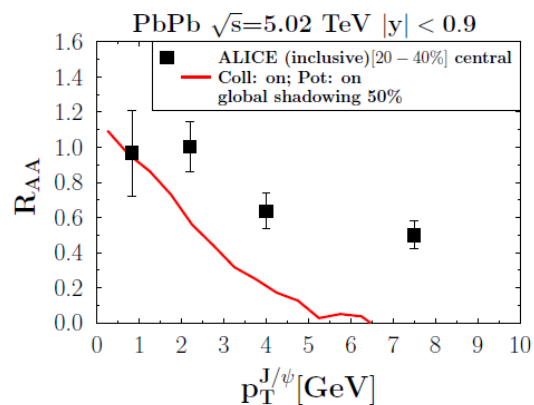 PbPb √s=5.02 TeV |y| < 0.9
ALICE (inclusive)[20 − 40%] central
Coll: on; Pot: on
global shadowing 50%
R_AA
1.6
1.4
1.2
1.0
0.8
0.6
0.4
0.2
0.0
0 1 2 3 4 5 6 7 8 9 10
p_T^{J/ψ}[GeV]